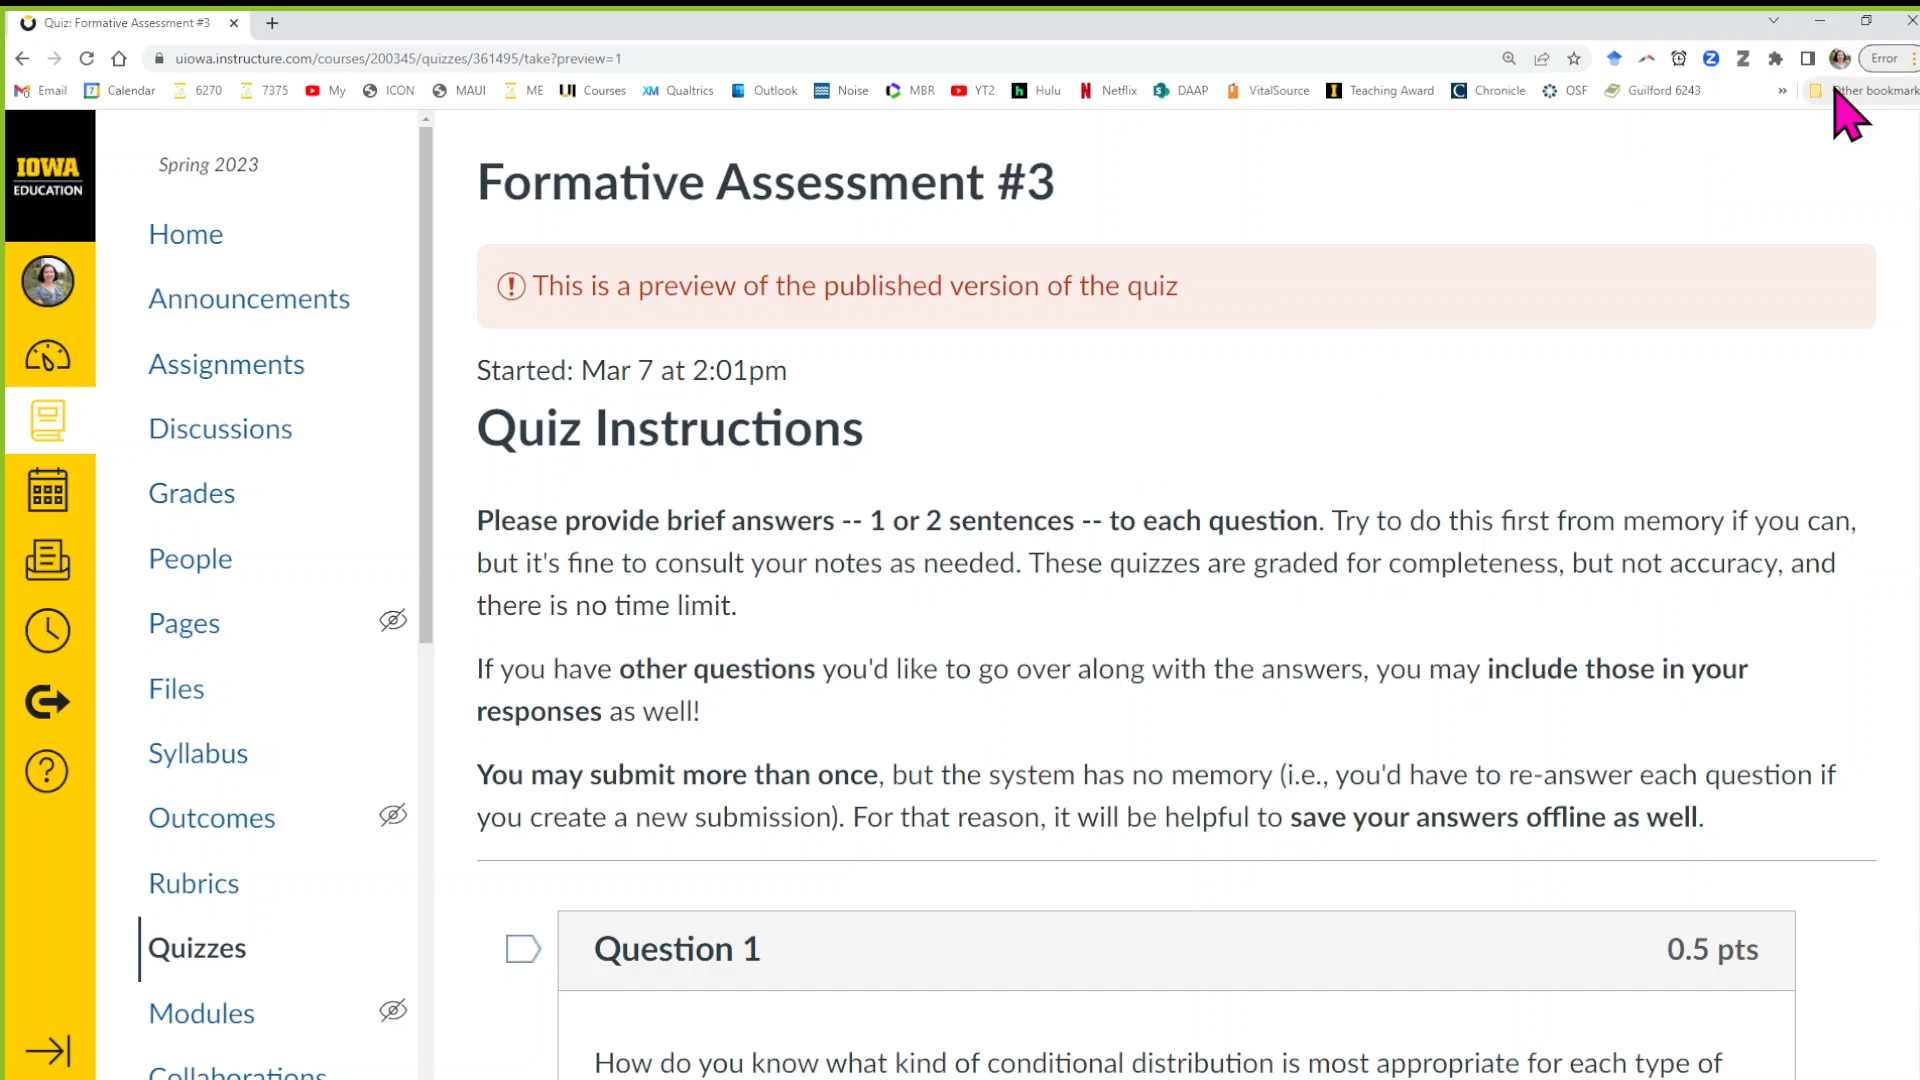 Quiz: Formative Assessment #3
uiowa.instructure.com/courses/200345/quizzes/361495/take?preview=1
Error
Email Calendar 6270 7375 My ICON MAUI ME Courses Qualtrics Outlook Noise MBR YT2 Hulu Netflix DAAP VitalSource Teaching Award Chronicle OSF Guilford 6243 » ther bookmark
IOWA
EDUCATION
Spring 2023
Home
Announcements
Assignments
Discussions
Grades
People
Pages
Files
Syllabus
Outcomes
Rubrics
Quizzes
Modules
Collaborations
Formative Assessment #3
This is a preview of the published version of the quiz
Started: Mar 7 at 2:01pm
Quiz Instructions
Please provide brief answers -- 1 or 2 sentences -- to each question. Try to do this first from memory if you can,
but it's fine to consult your notes as needed. These quizzes are graded for completeness, but not accuracy, and
there is no time limit.
If you have other questions you'd like to go over along with the answers, you may include those in your
responses as well!
You may submit more than once, but the system has no memory (i.e., you'd have to re-answer each question if
you create a new submission). For that reason, it will be helpful to save your answers offline as well.
Question 1 0.5 pts
How do you know what kind of conditional distribution is most appropriate for each type of